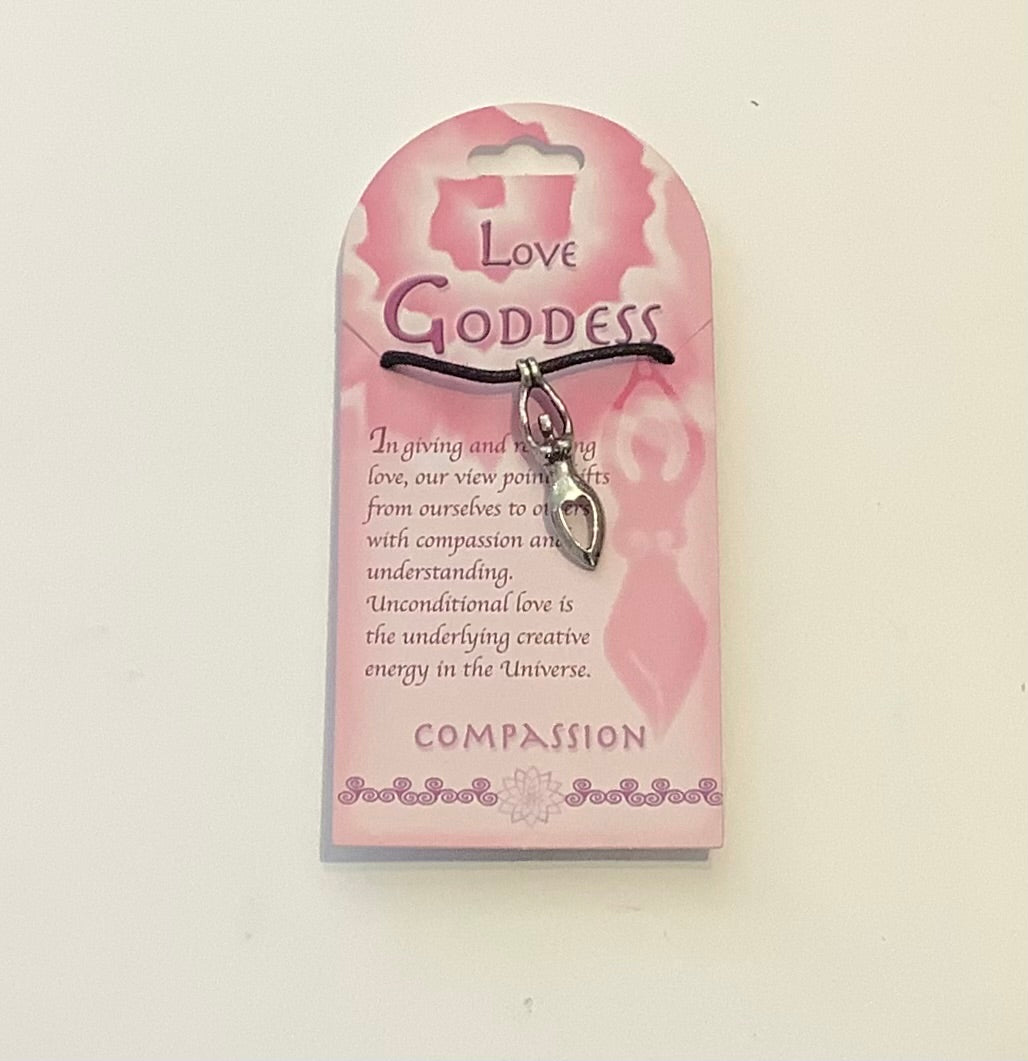 Love
Goddess
In giving and
love, our view point
from ourselves to
with compassion and
understanding.
Unconditional love is
the underlying creative
energy in the Universe.
COMPASSION